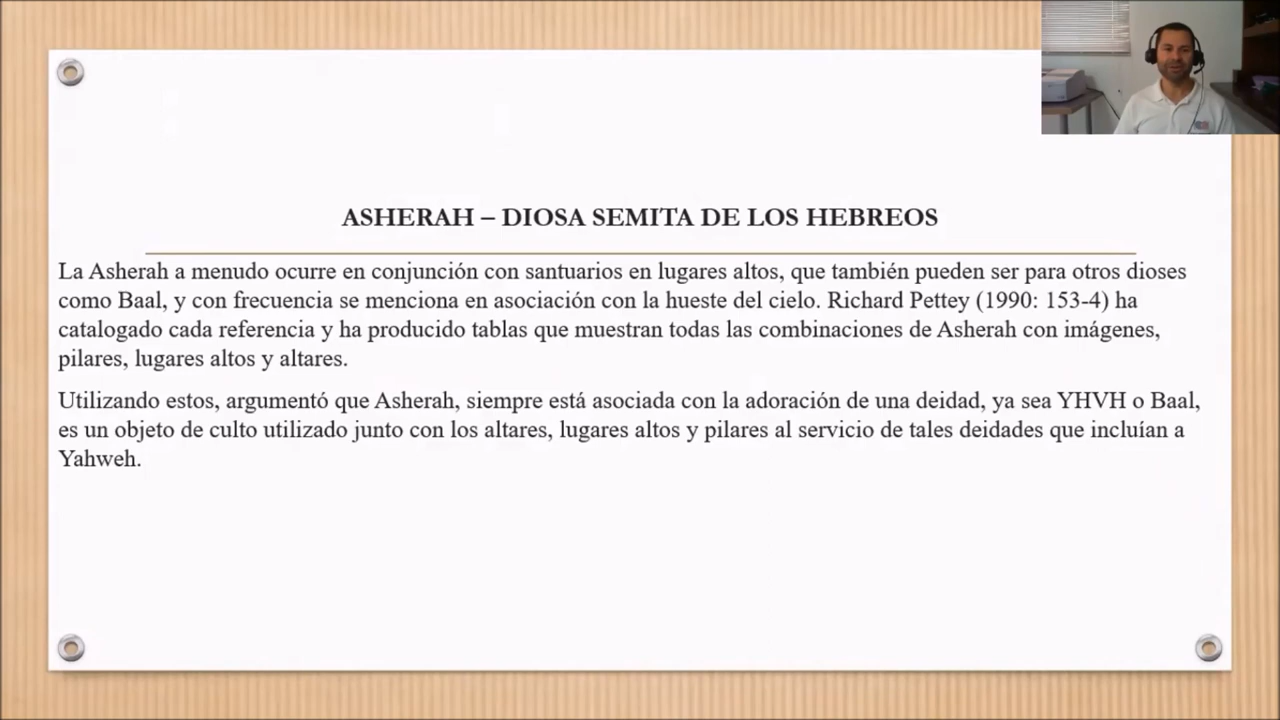 ASHERAH – DIOSA SEMITA DE LOS HEBREOS
La Asherah a menudo ocurre en conjunción con santuarios en lugares altos, que también pueden ser para otros dioses
como Baal, y con frecuencia se menciona en asociación con la hueste del cielo. Richard Pettey (1990: 153-4) ha
catalogado cada referencia y ha producido tablas que muestran todas las combinaciones de Asherah con imágenes,
pilares, lugares altos y altares.
Utilizando estos, argumentó que Asherah, siempre está asociada con la adoración de una deidad, ya sea YHVH o Baal,
es un objeto de culto utilizado junto con los altares, lugares altos y pilares al servicio de tales deidades que incluían a
Yahweh.